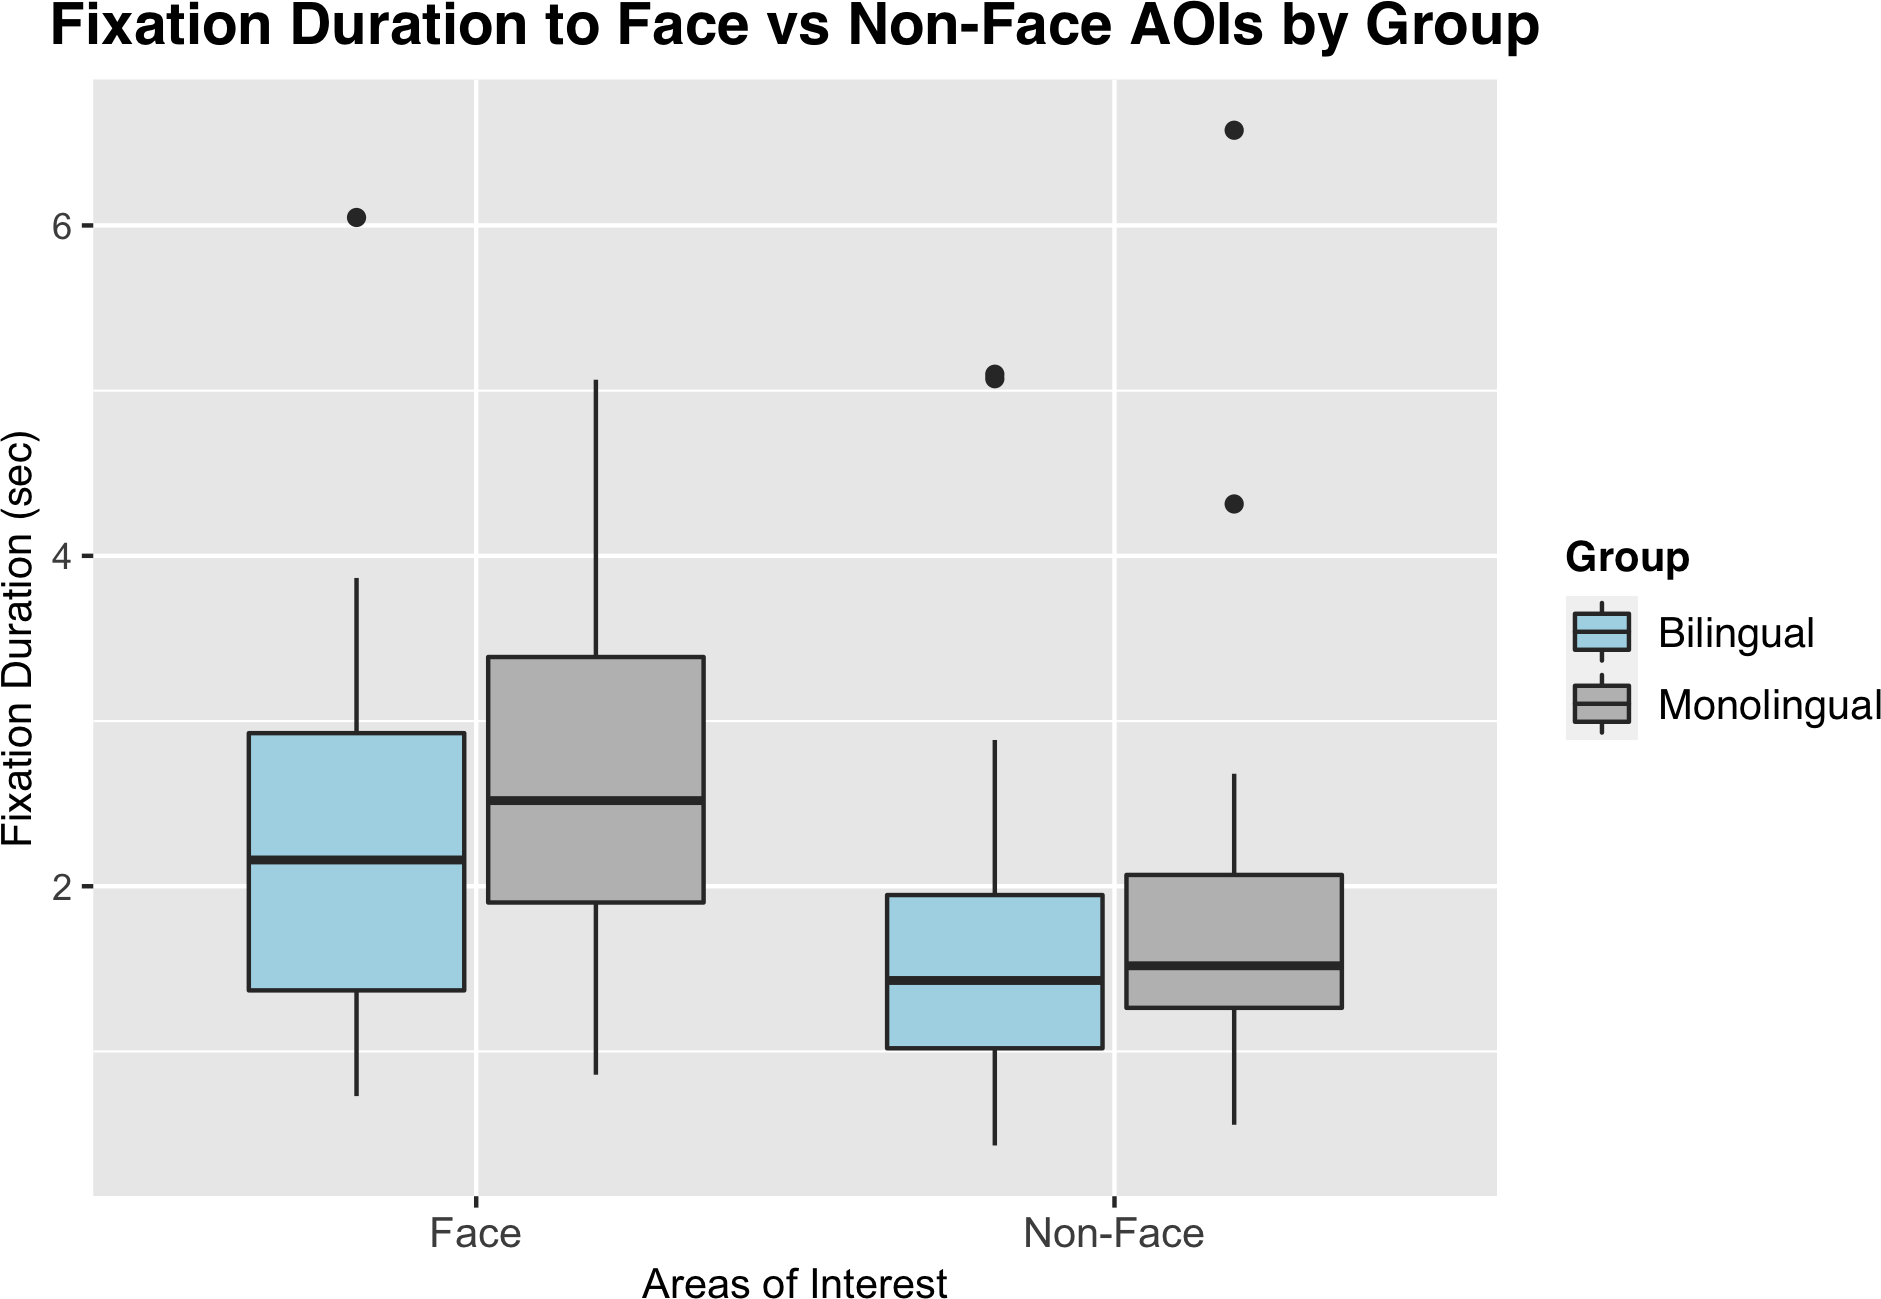 Fixation Duration to Face vs Non-Face AOIs by Group
Fixation Duration (sec)
6
4
2
Face
Non-Face
Areas of Interest
Group
Bilingual
Monolingual